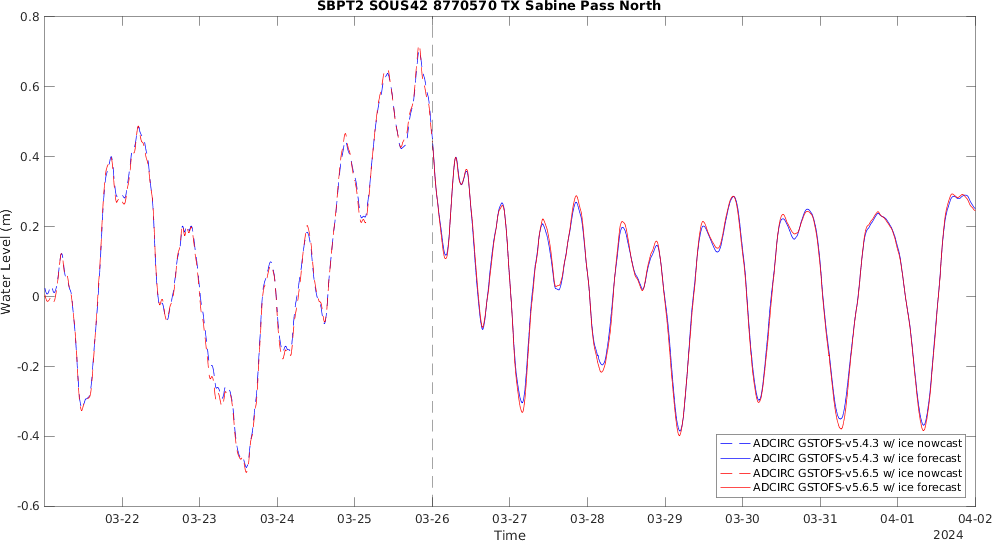 SBPT2 SOUS42 8770570 TX Sabine Pass North
0.8
0.6
0.4
0.2
0
-0.2
-0.4
-0.6
Water Level (m)
ADCIRC GSTOFS-v5.4.3 w/ ice nowcast
ADCIRC GSTOFS-v5.4.3 w/ ice forecast
ADCIRC GSTOFS-v5.6.5 w/ ice nowcast
ADCIRC GSTOFS-v5.6.5 w/ ice forecast
03-22 03-23 03-24 03-25 03-26 03-27 03-28 03-29 03-30 03-31 04-01 04-02
Time 2024